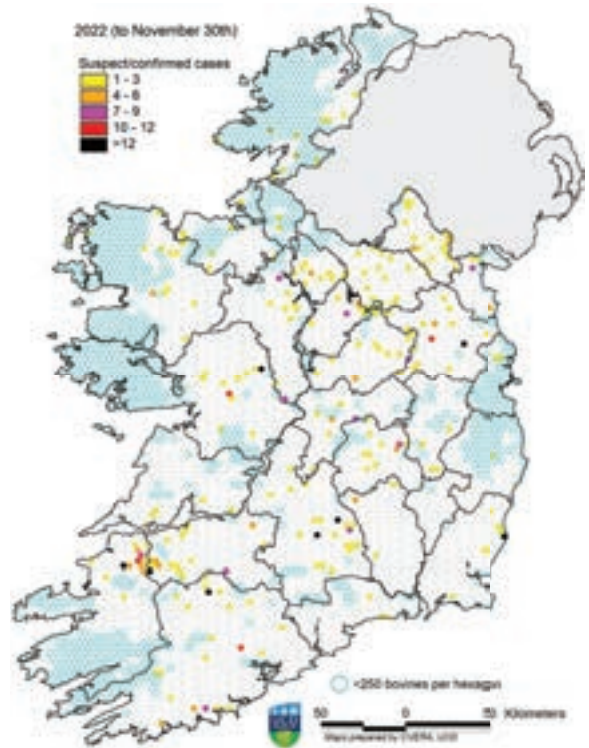 2022 (to November 30th)
Suspect/confirmed cases
1 - 3
4 - 6
7 - 9
10 - 12
>12
<250 bovines per hexagon
50 0 50 Kilometers
Maps prepared by CVERA, UCD